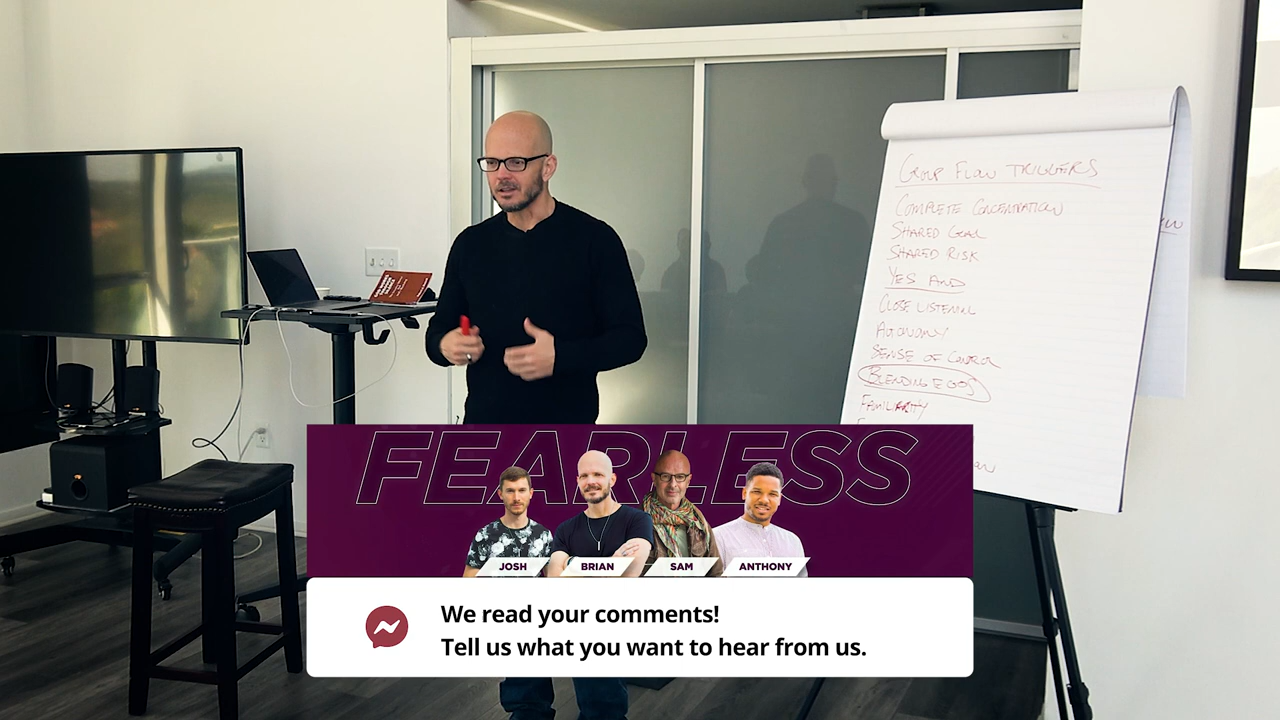 GROUP FLOW TRIGGERS
COMPLETE CONCENTRATION
SHARED GOAL
SHARED RISK
YES AND
CLOSE LISTENING
AUTONOMY
SENSE OF CONTROL
BLENDING EGOS
FAMILIARITY
FEARLESS
JOSH
BRIAN
SAM
ANTHONY
We read your comments!
Tell us what you want to hear from us.